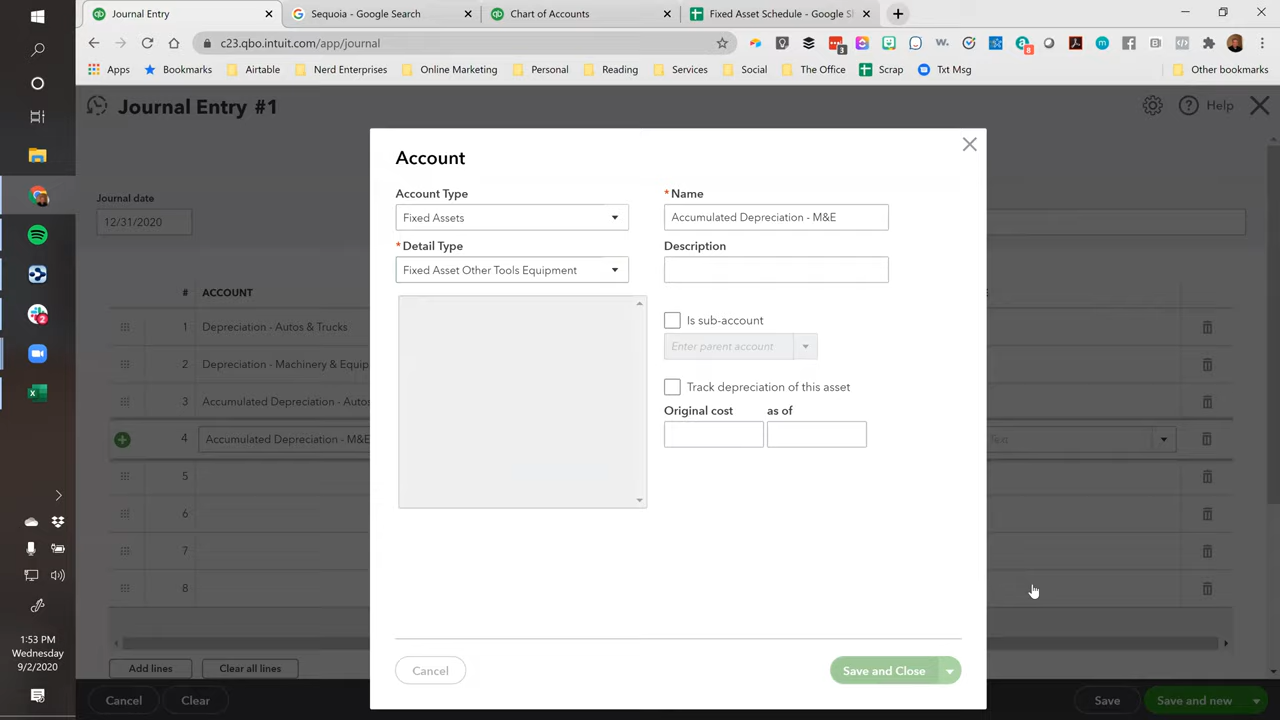 Journal Entry
Sequoia - Google Search
Chart of Accounts
Fixed Asset Schedule - Google S
c23.qbo.intuit.com/app/journal
3
8
Apps
Bookmarks
Airtable
Nerd Enterprises
Online Marketing
Personal
Reading
Services
Social
The Office
Scrap
Txt Msg
Other bookmarks
Journal Entry #1
Help
Journal date
12/31/2020
# ACCOUNT
1 Depreciation - Autos & Trucks
2 Depreciation - Machinery & Equip
3 Accumulated Depreciation - Autos
4 Accumulated Depreciation - M&E
5
6
7
8
Add lines
Clear all lines
Cancel
Clear
Save
Save and new
Account
Account Type
Fixed Assets
* Detail Type
Fixed Asset Other Tools Equipment
* Name
Accumulated Depreciation - M&E
Description
Is sub-account
Enter parent account
Track depreciation of this asset
Original cost
as of
Cancel
Save and Close
2
1:53 PM
Wednesday
9/2/2020